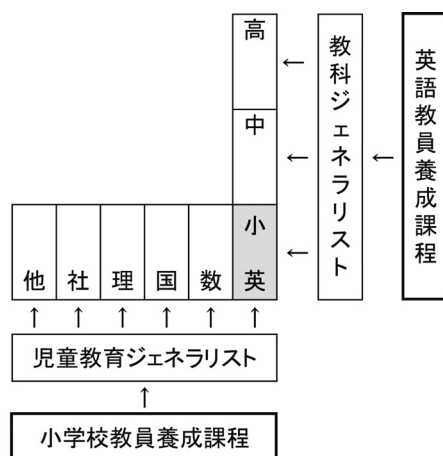 高
中
小
他 社 理 国 数 英
↑ ↑ ↑ ↑ ↑ ↑
児童教育ジェネラリスト
↑
小学校教員養成課程
←
←
←
教科ジェネラリスト
←
英語教員養成課程